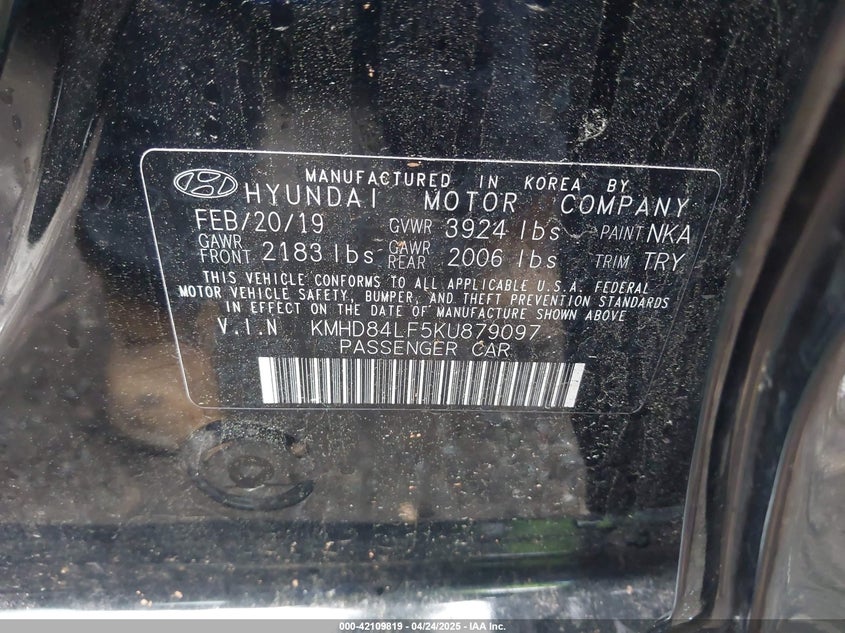 MANUFACTURED IN KOREA BY
HYUNDAI MOTOR COMPANY
FEB/20/19 GVWR 3924 lbs PAINT NKA
GAWR FRONT 2183 lbs GAWR REAR 2006 lbs TRIM TRY
THIS VEHICLE CONFORMS TO ALL APPLICABLE U.S.A. FEDERAL
MOTOR VEHICLE SAFETY, BUMPER, AND THEFT PREVENTION STANDARDS
IN EFFECT ON THE DATE OF MANUFACTURE SHOWN ABOVE
V.I.N KMHD84LF5KU879097
PASSENGER CAR
000-42109819 - 04/24/2025 - IAA Inc.